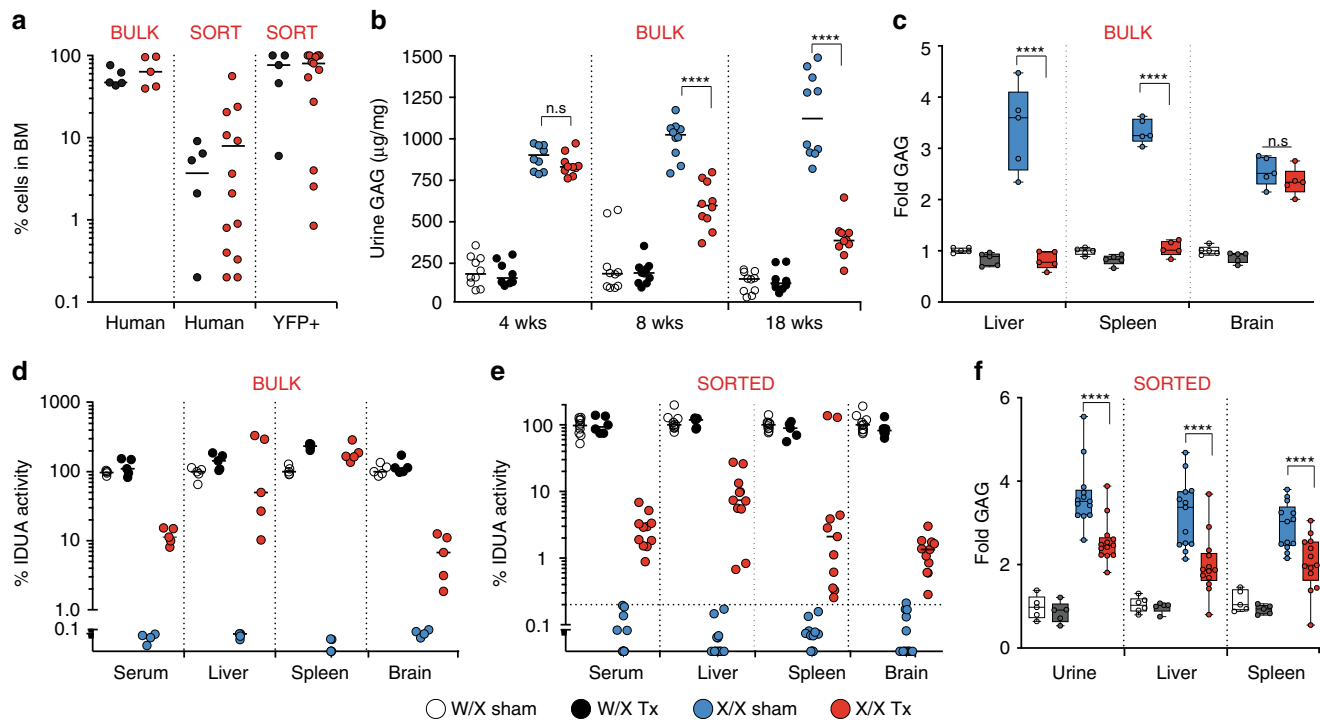 a
BULK SORT SORT
% cells in BM
100
10
1
0.1
Human Human YFP+
b
BULK
Urine GAG (µg/mg)
1500
1250
1000
750
500
250
0
n.s
****
****
4 wks 8 wks 18 wks
c
BULK
Fold GAG
5
4
3
2
1
0
****
****
n.s
Liver Spleen Brain
d
BULK
% IDUA activity
1000
100
10
1.0
0.1
Serum Liver Spleen Brain
e
SORTED
% IDUA activity
100
10
1
0.1
Serum Liver Spleen Brain
f
SORTED
Fold GAG
6
4
2
0
****
****
****
Urine Liver Spleen
W/X sham W/X Tx X/X sham X/X Tx